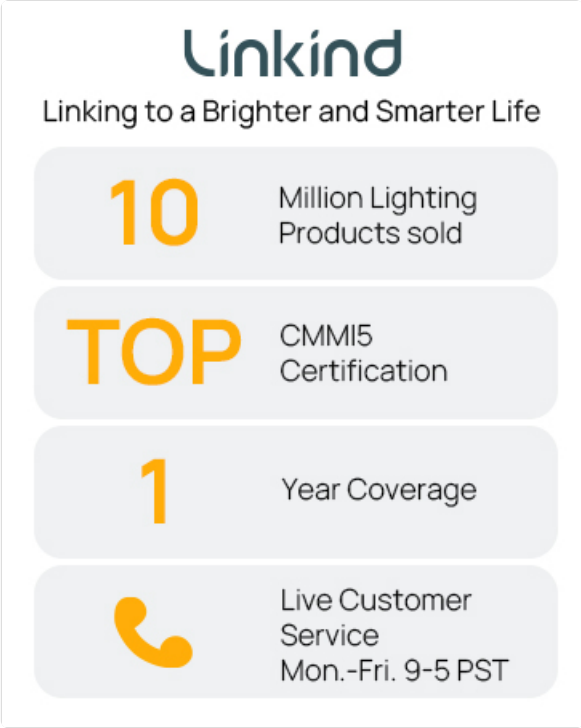 Linkind
Linking to a Brighter and Smarter Life
10
Million Lighting
Products sold
TOP
CMMI5
Certification
1
Year Coverage
Live Customer
Service
Mon.-Fri. 9-5 PST